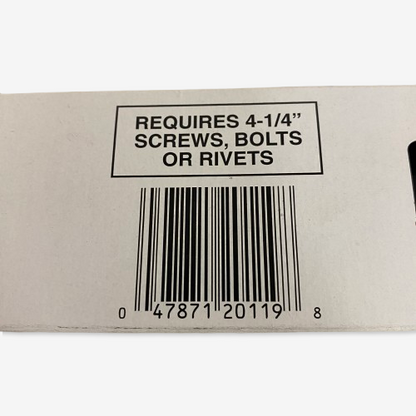 REQUIRES 4-1/4”
SCREWS, BOLTS
OR RIVETS
0 47871 20119 8